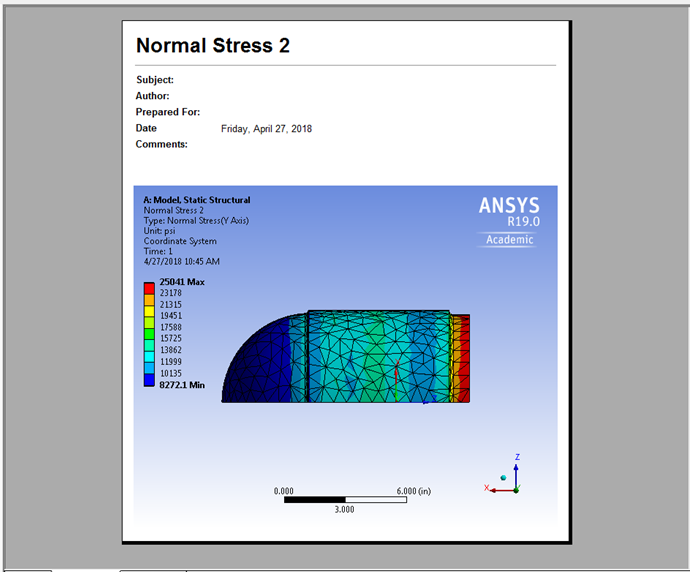 Normal Stress 2
Subject:
Author:
Prepared For:
Date Friday, April 27, 2018
Comments:
A: Model, Static Structural
Normal Stress 2
Type: Normal Stress(Y Axis)
Unit: psi
Coordinate System
Time: 1
4/27/2018 10:45 AM
ANSYS
R19.0
Academic
25041 Max
23178
21315
19451
17588
15725
13862
11999
10135
8272.1 Min
0.000
6.000 (in)
3.000
Z
X
Y